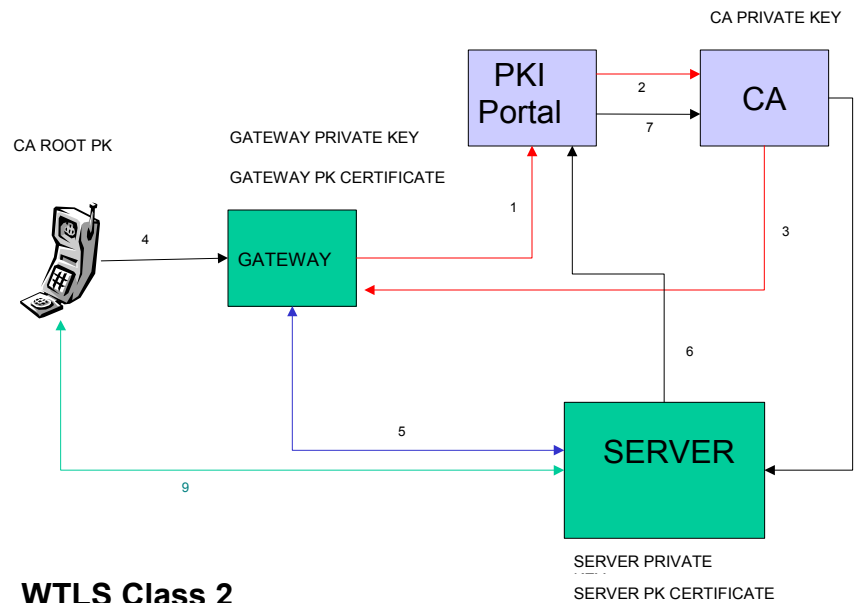 CA PRIVATE KEY
PKI
Portal
2
CA
7
CA ROOT PK
GATEWAY PRIVATE KEY
GATEWAY PK CERTIFICATE
1
3
4
GATEWAY
6
5
SERVER
9
SERVER PRIVATE
SERVER PK CERTIFICATE
WTLS Class 2